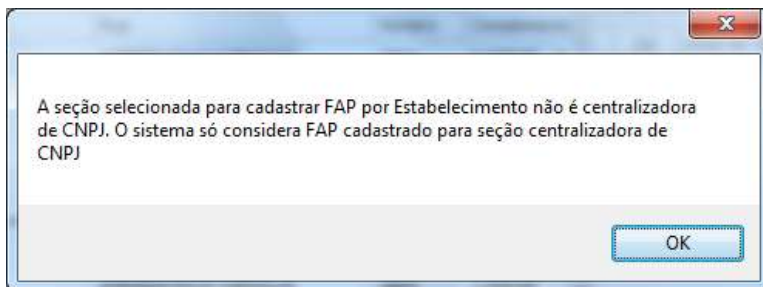 A seção selecionada para cadastrar FAP por Estabelecimento não é centralizadora
de CNPJ. O sistema só considera FAP cadastrado para seção centralizadora de
CNPJ
OK